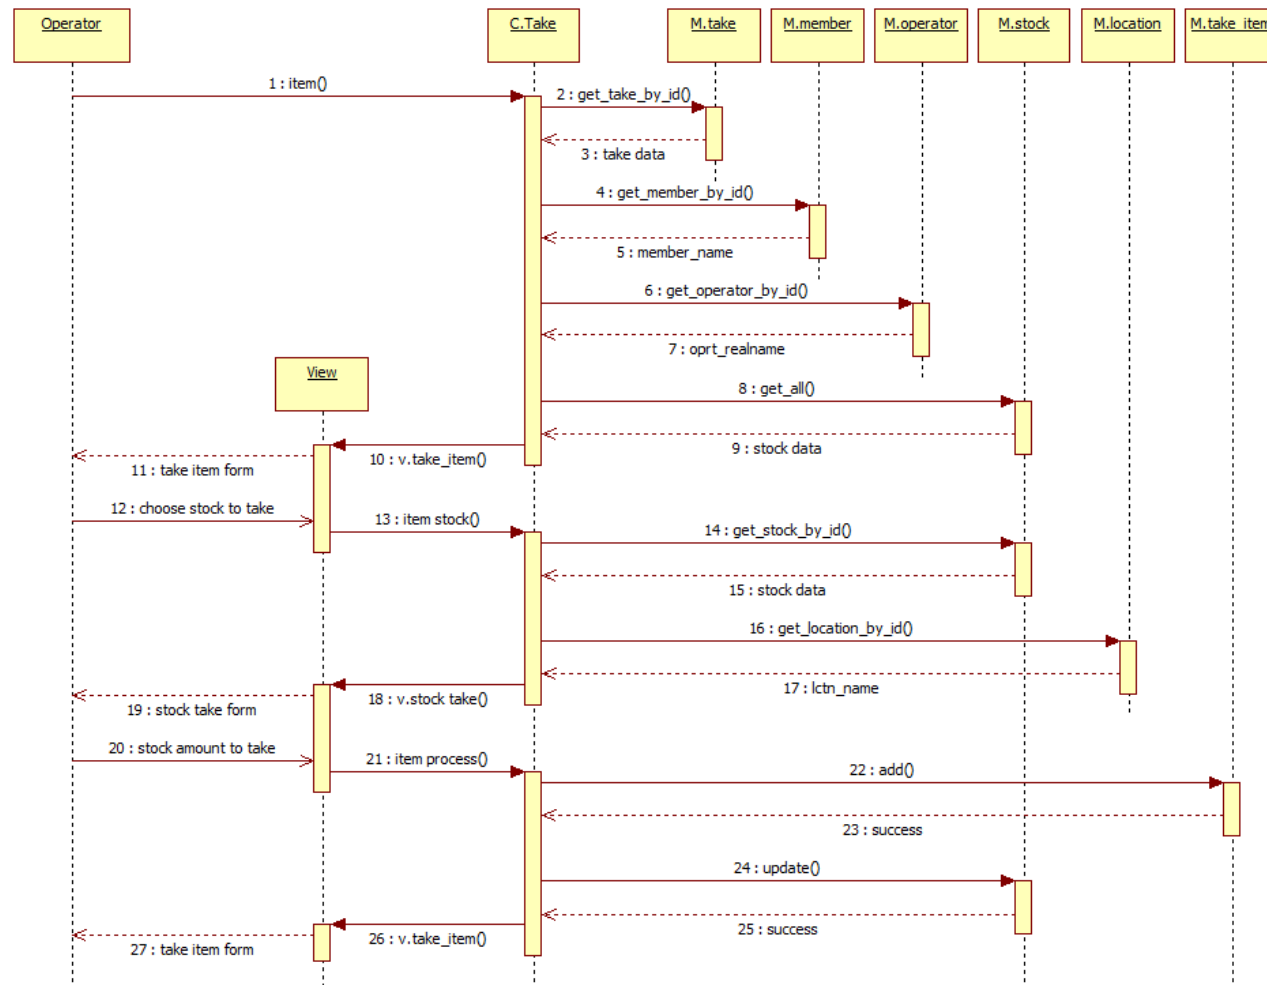 Operator
C.Take
M.take
M.member
M.operator
M.stock
M.location
M.take_item
1 : item()
2 : get_take_by_id()
3 : take data
4 : get_member_by_id()
5 : member_name
6 : get_operator_by_id()
7 : oprt_realname
View
8 : get_all()
9 : stock data
10 : v.take_item()
11 : take item form
12 : choose stock to take
13 : item stock()
14 : get_stock_by_id()
15 : stock data
16 : get_location_by_id()
17 : lctn_name
18 : v.stock take()
19 : stock take form
20 : stock amount to take
21 : item process()
22 : add()
23 : success
24 : update()
25 : success
26 : v.take_item()
27 : take item form